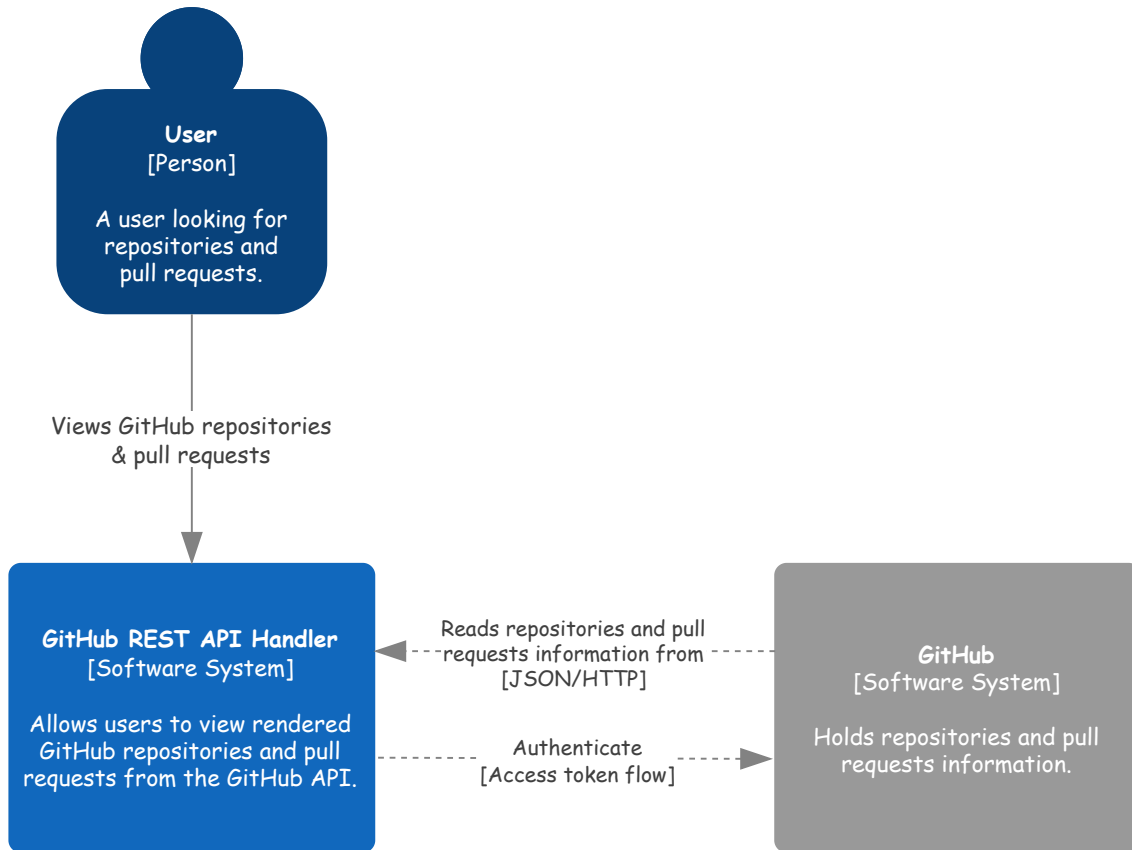 User
[Person]
A user looking for
repositories and
pull requests.
Views GitHub repositories
& pull requests
GitHub REST API Handler
[Software System]
Allows users to view rendered
GitHub repositories and pull
requests from the GitHub API.
Reads repositories and pull
requests information from
[JSON/HTTP]
Authenticate
[Access token flow]
GitHub
[Software System]
Holds repositories and pull
requests information.